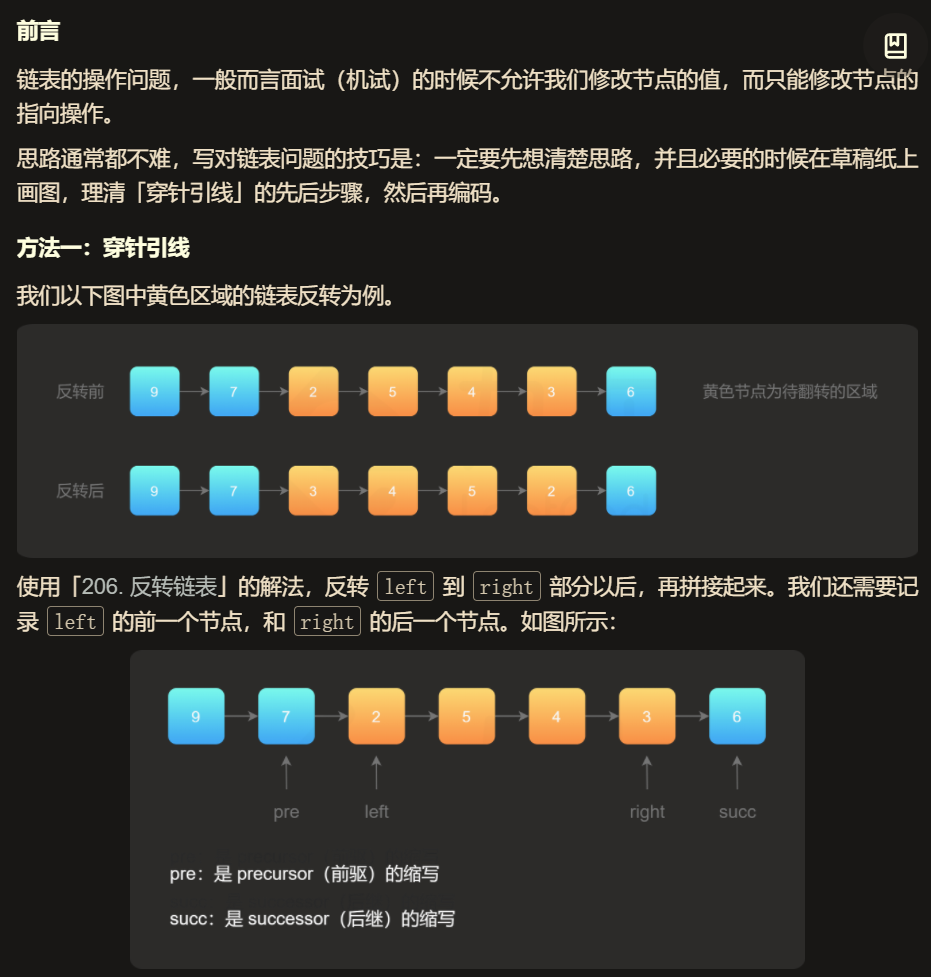 前言
链表的操作问题，一般而言面试（机试）的时候不允许我们修改节点的值，而只能修改节点的
指向操作。
思路通常都不难，写对链表问题的技巧是：一定要先想清楚思路，并且必要的时候在草稿纸上
画图，理清「穿针引线」的先后步骤，然后再编码。
方法一：穿针引线
我们以下图中黄色区域的链表反转为例。
反转前 9 7 2 5 4 3 6 黄色节点为待翻转的区域
反转后 9 7 3 4 5 2 6
使用「206. 反转链表」的解法，反转 left 到 right 部分以后，再拼接起来。我们还需要记
录 left 的前一个节点，和 right 的后一个节点。如图所示：
9 7 2 5 4 3 6
pre left right succ
pre：是 precursor（前驱）的缩写
succ：是 successor（后继）的缩写